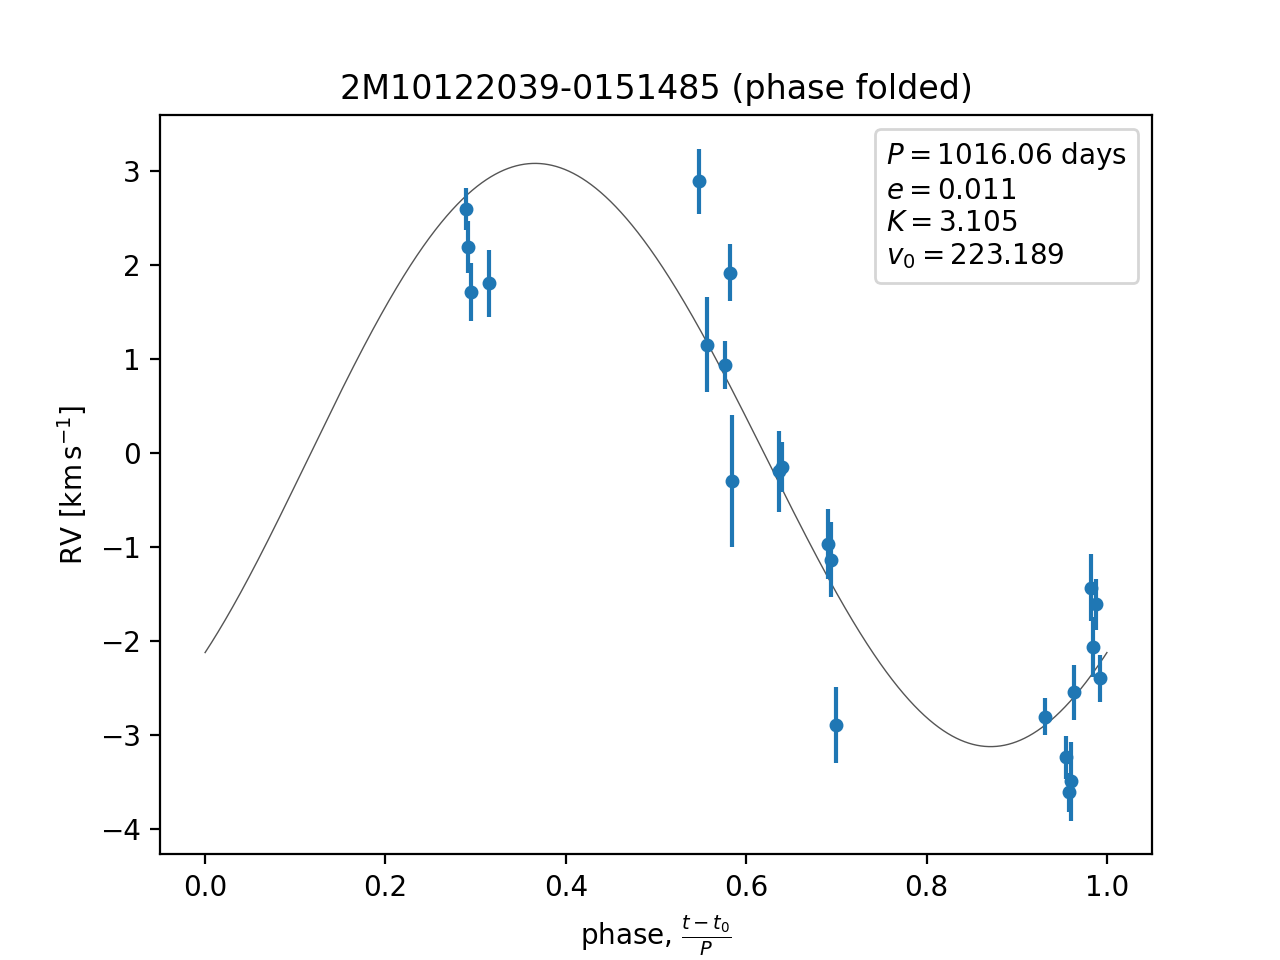 2M10122039-0151485 (phase folded)
P = 1016.06 days
e = 0.011
K = 3.105
v₀ = 223.189
3
2
1
0
−1
−2
−3
−4
RV [km s⁻¹]
0.0 0.2 0.4 0.6 0.8 1.0
phase, (t − t₀)/P